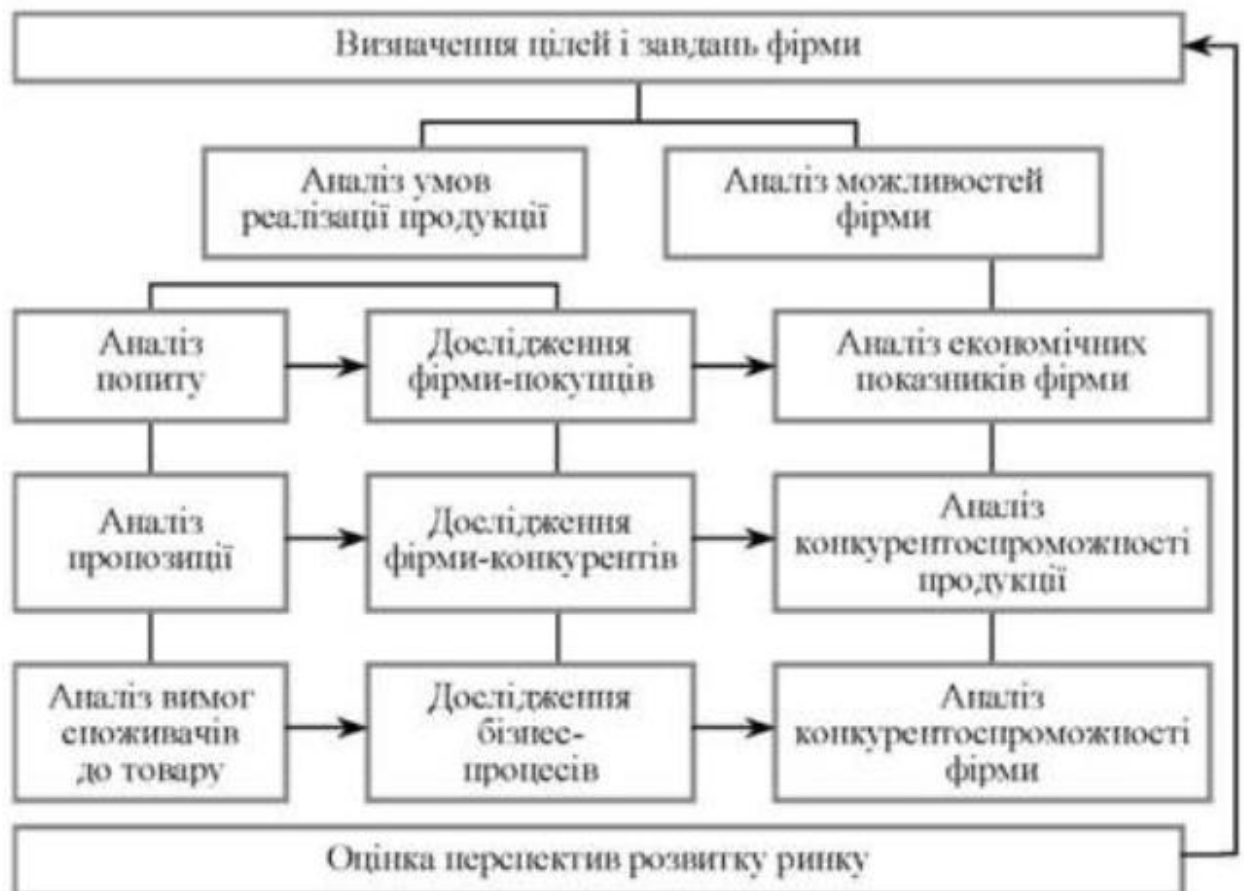 Визначення цілей і завдань фірми
Аналіз умов
реалізації продукції
Аналіз можливостей
фірми
Аналіз
попиту
Дослідження
фірми-покупців
Аналіз економічних
показників фірми
Аналіз
пропозиції
Дослідження
фірми-конкурентів
Аналіз
конкурентоспроможності
продукції
Аналіз вимог
споживачів
до товару
Дослідження
бізнес-
процесів
Аналіз
конкурентоспроможності
фірми
Оцінка перспектив розвитку ринку